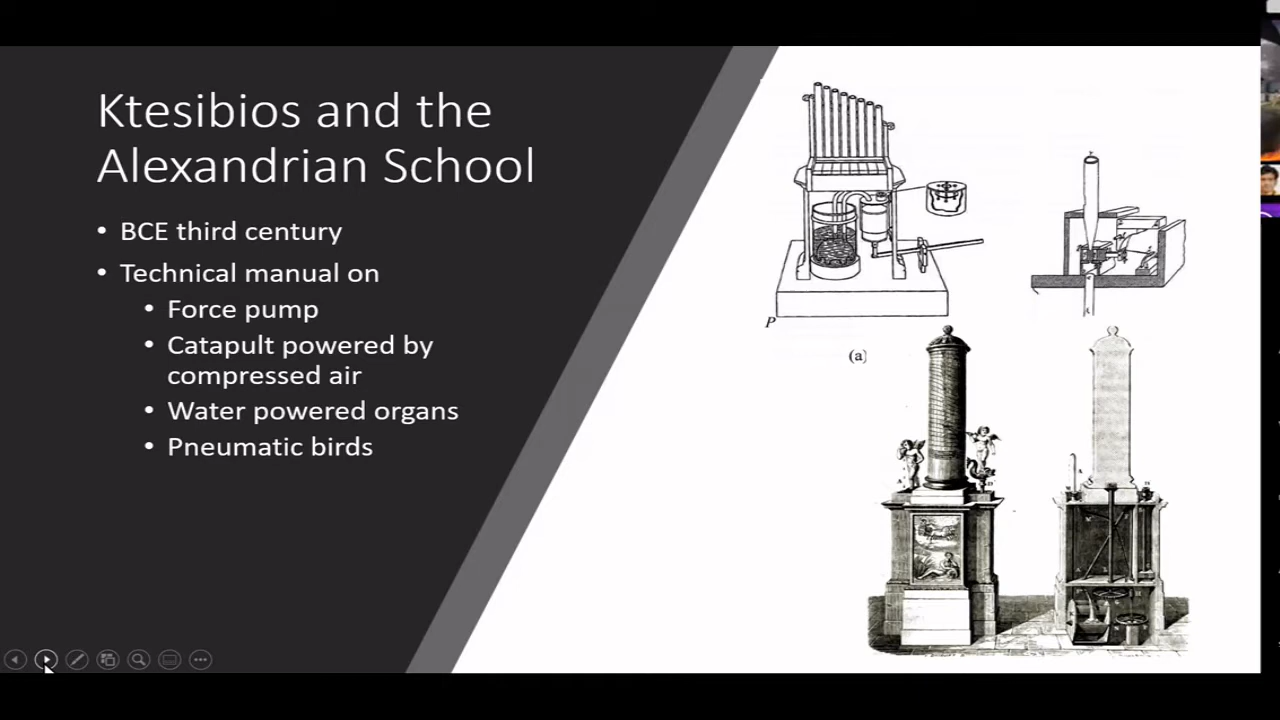 Ktesibios and the
Alexandrian School
• BCE third century
• Technical manual on
• Force pump
• Catapult powered by
compressed air
• Water powered organs
• Pneumatic birds
P
(a)